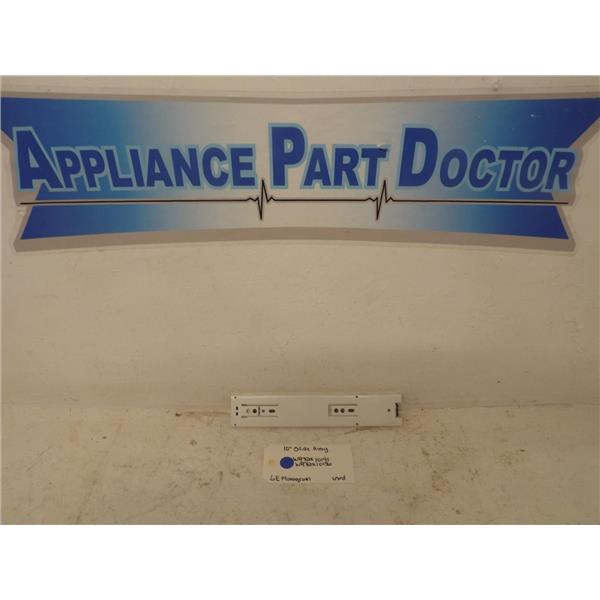 APPLIANCE PART DOCTOR
10" Slide Assy
GE Monogram used